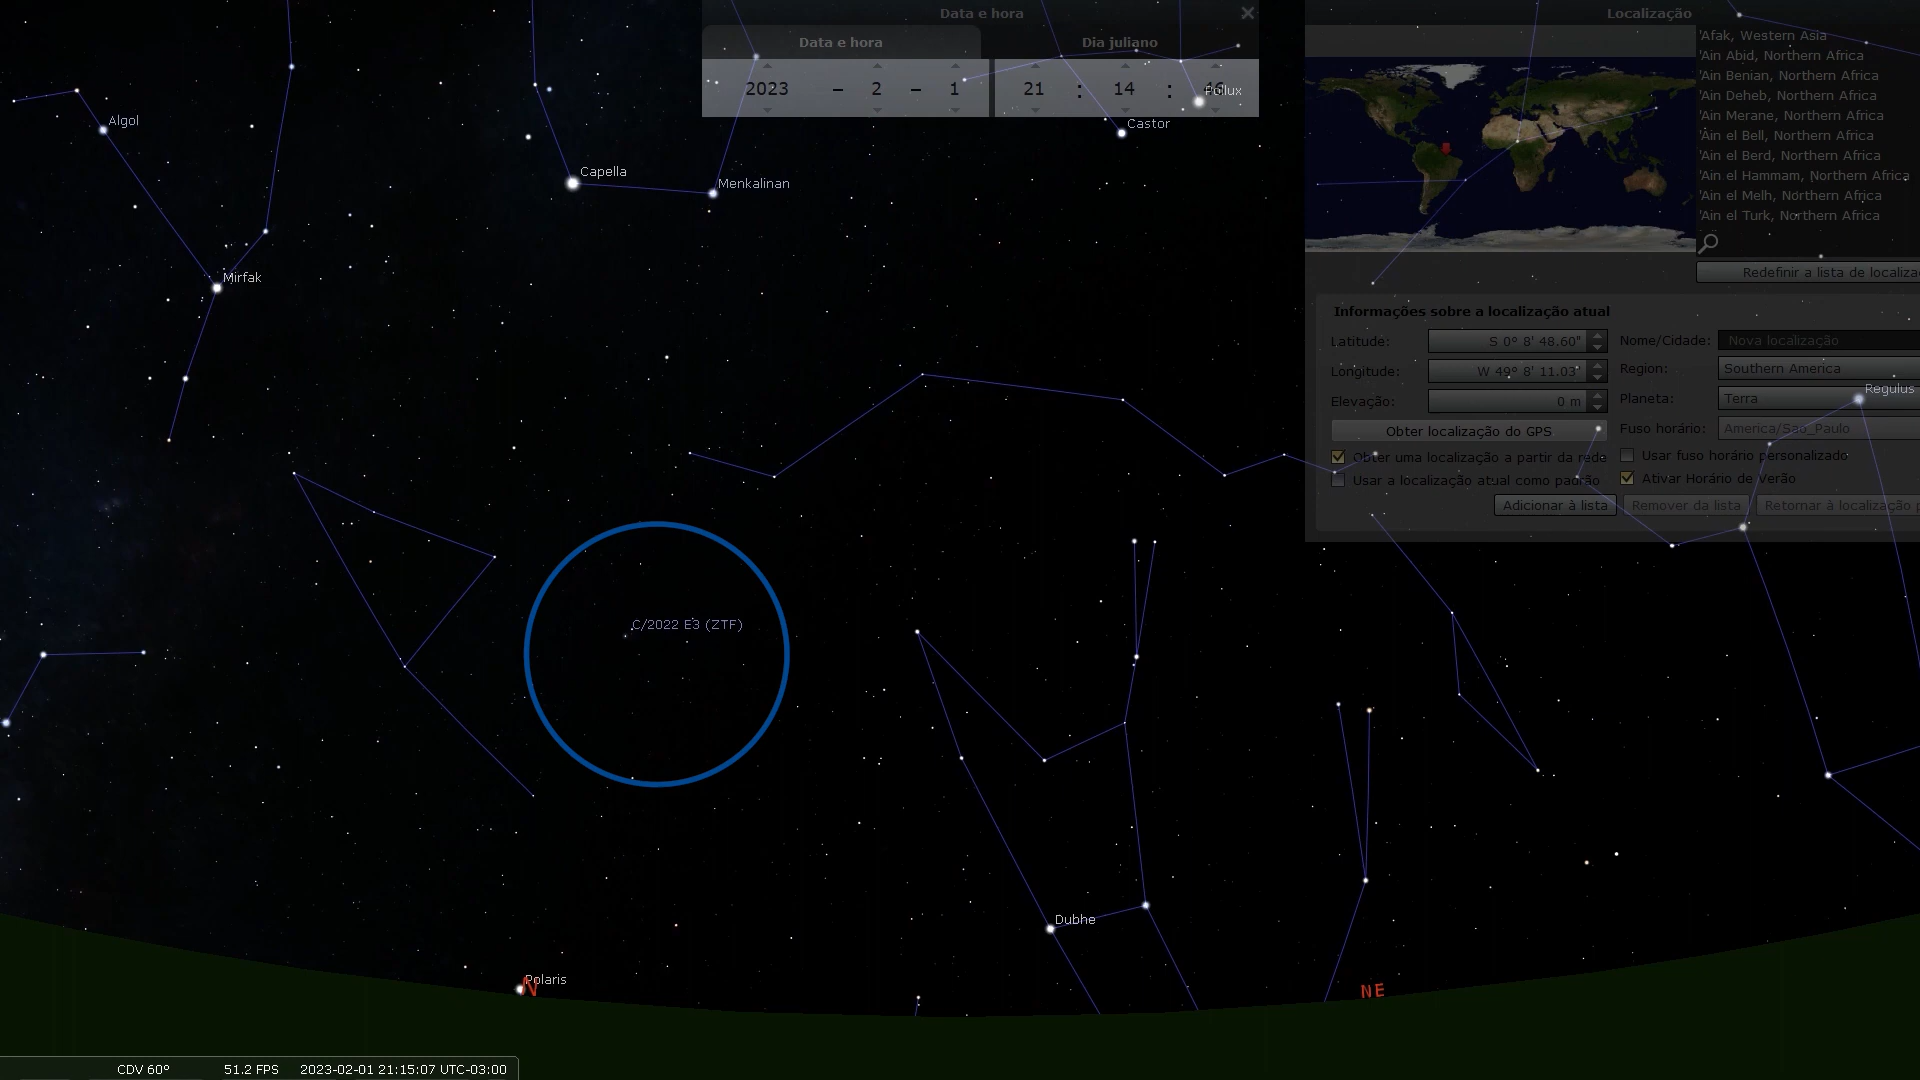 Data e hora
Data e hora
Dia juliano
2023 - 2 - 1
21 : 14 :
Pollux
Castor
Algol
Capella
Menkalinan
Mirfak
Localização
'Afak, Western Asia
'Ain Abid, Northern Africa
'Ain Benian, Northern Africa
'Ain Deheb, Northern Africa
'Ain Merane, Northern Africa
'Ain el Bell, Northern Africa
'Ain el Berd, Northern Africa
'Ain el Hammam, Northern Africa
'Ain el Melh, Northern Africa
'Ain el Turk, Northern Africa
Redefinir a lista de localiza
Informações sobre a localização atual
Latitude: S 0° 8' 48.60"
Nome/Cidade: Nova localização
Longitude: W 49° 8' 11.03"
Region: Southern America
Elevação: 0 m
Planeta: Terra
Regulus
Obter localização do GPS
Fuso horário: America/Sao_Paulo
Obter uma localização a partir da rede
Usar fuso horário personalizado
Usar a localização atual como padrão
Ativar Horário de Verão
Adicionar à lista
Remover da lista
Retornar à localização p
C/2022 E3 (ZTF)
Dubhe
Polaris
N
NE
CDV 60°
51.2 FPS
2023-02-01 21:15:07 UTC-03:00